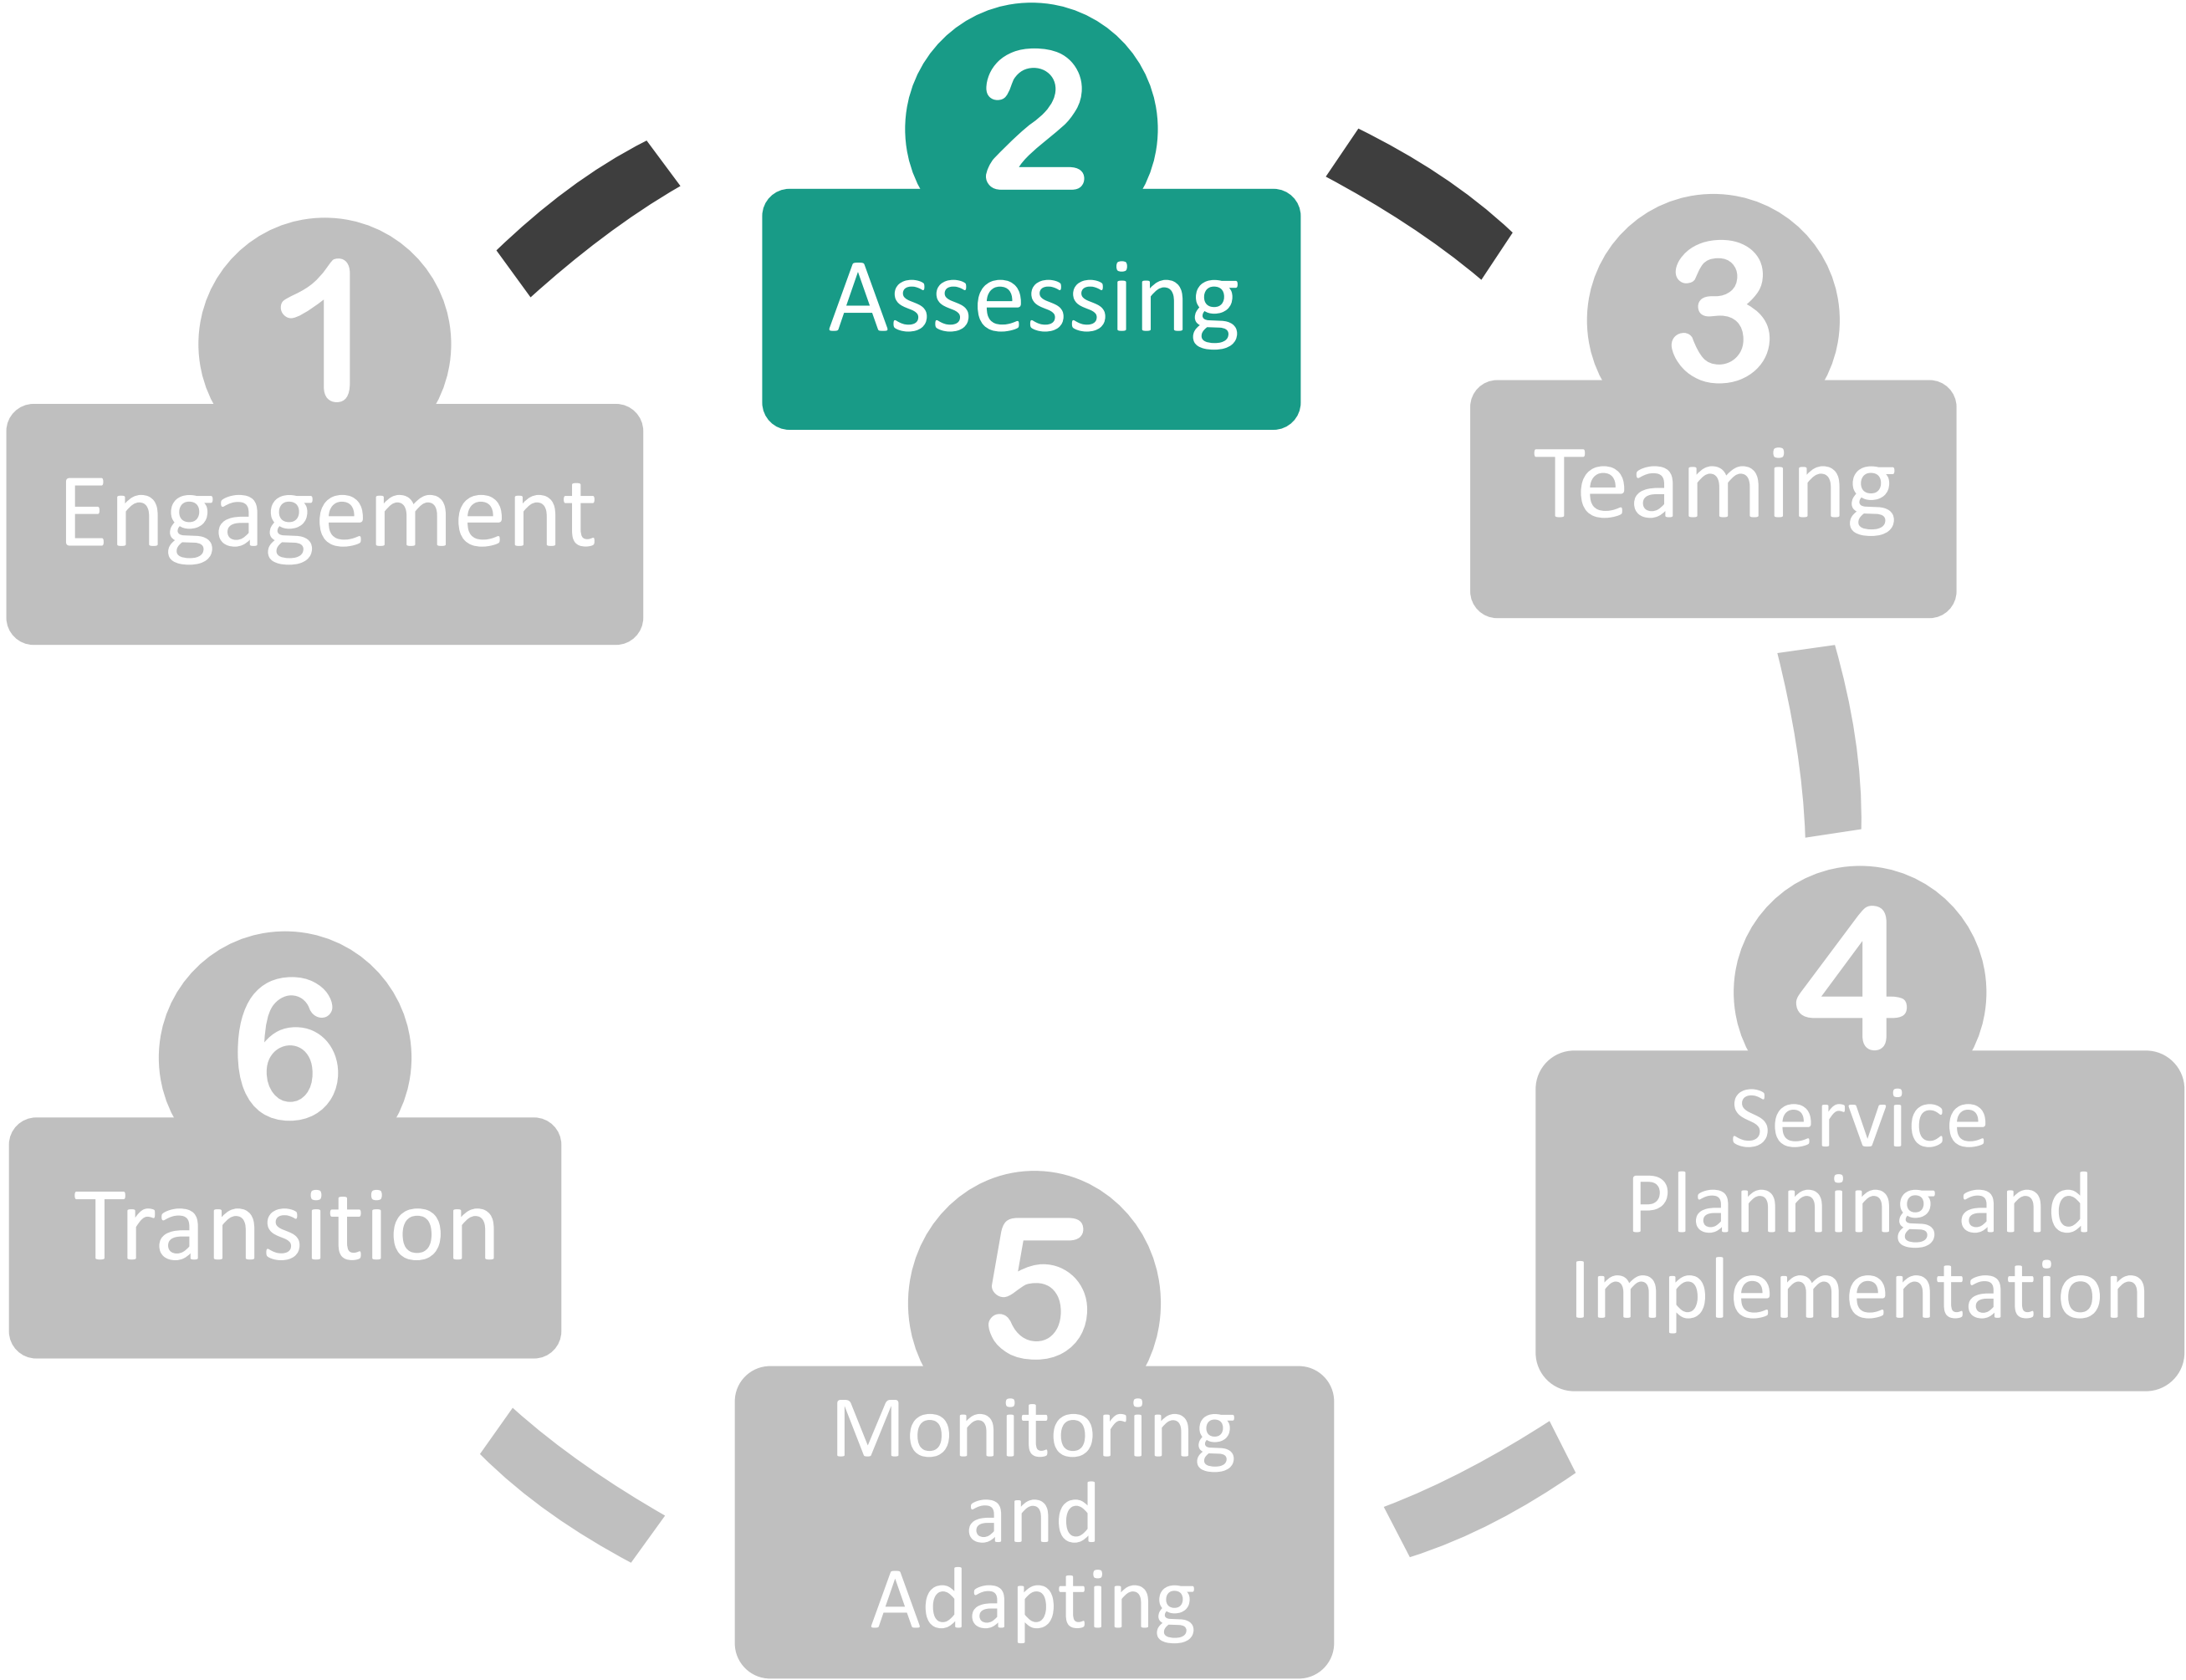 1
Engagement
2
Assessing
3
Teaming
4
Service
Planning and
Implementation
5
Monitoring
and
Adapting
6
Transition